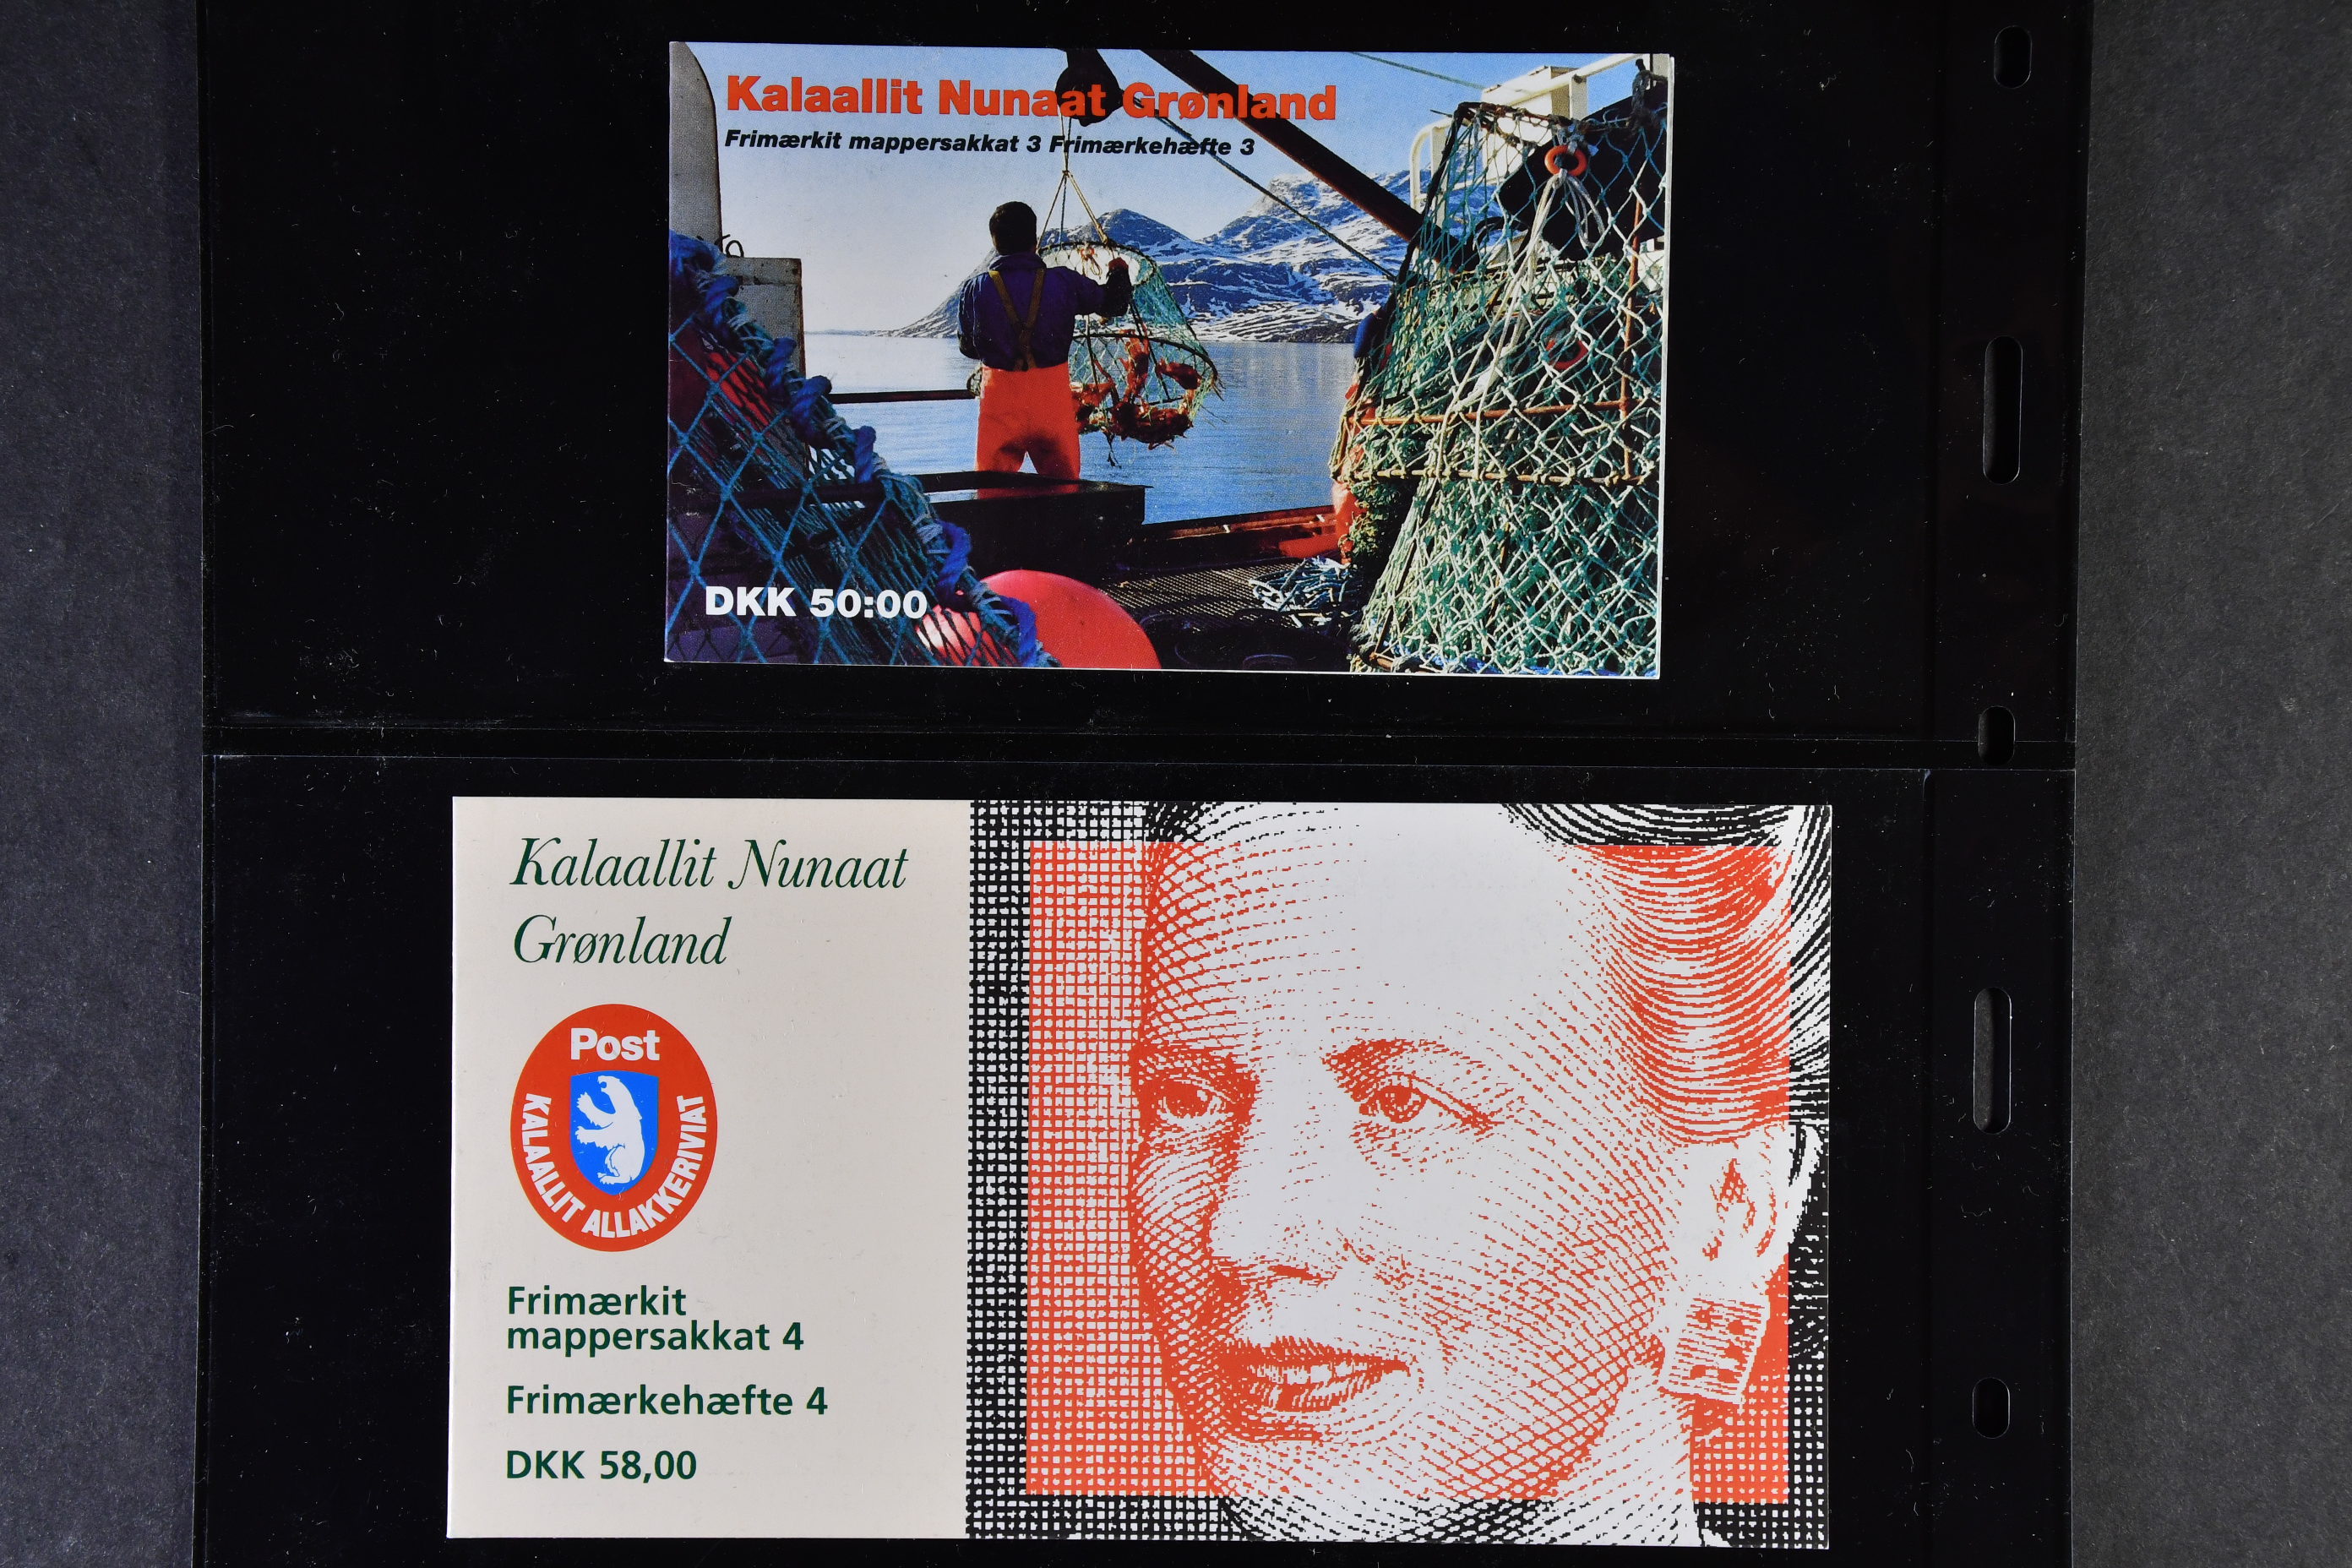 Kalaallit Nunaat Grønland
Frimærkit mappersakkat 3 Frimærkehæfte 3
DKK 50:00
Kalaallit Nunaat
Grønland
Post
KALAALLIT ALLAKKERIVIAT
Frimærkit
mappersakkat 4
Frimærkehæfte 4
DKK 58,00